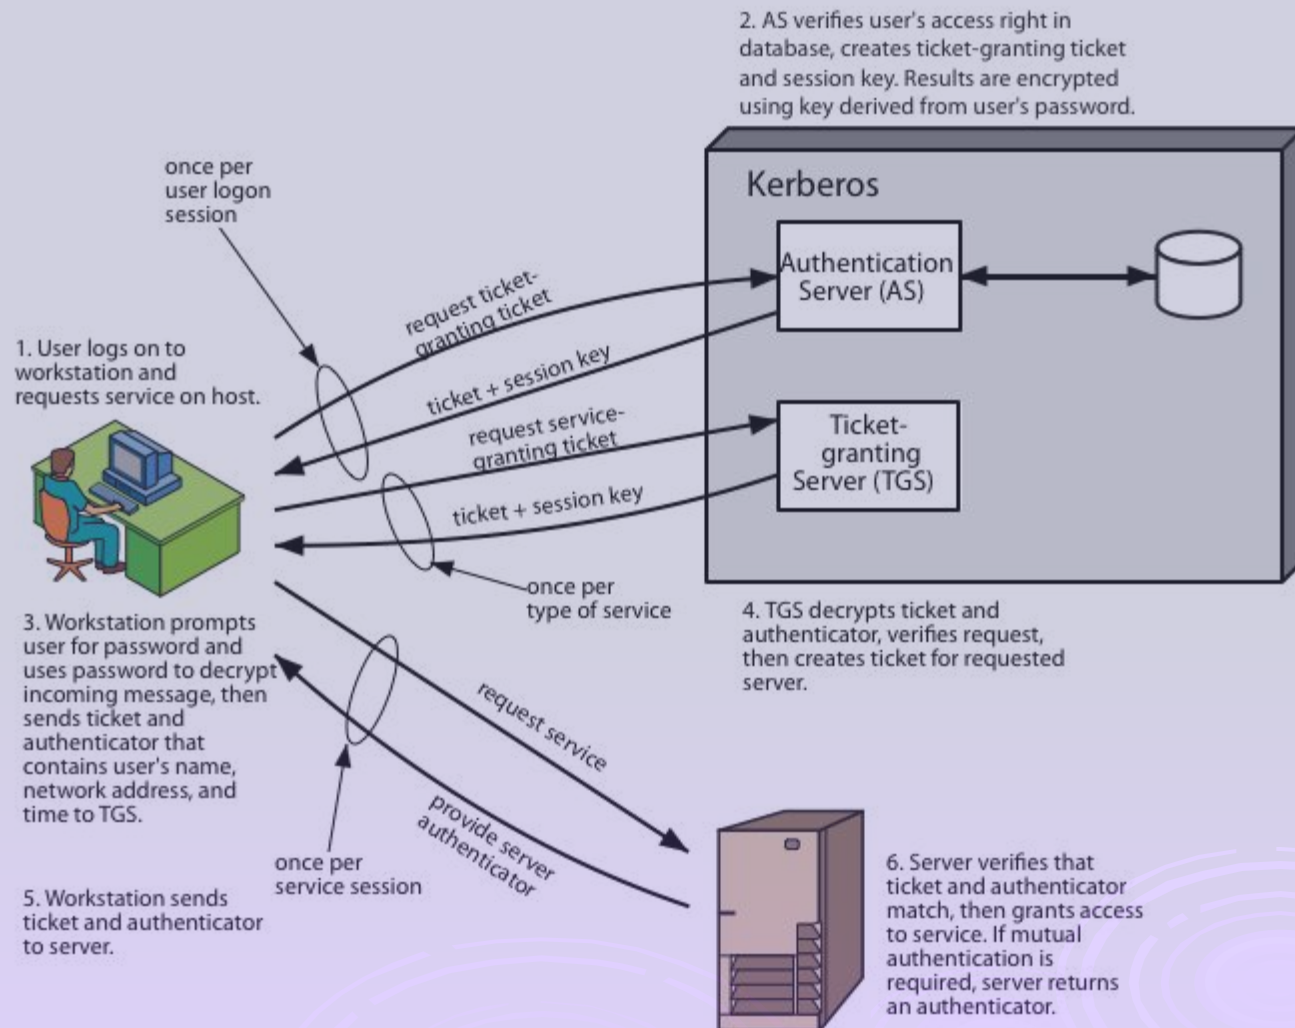 2. AS verifies user's access right in
database, creates ticket-granting ticket
and session key. Results are encrypted
using key derived from user's password.
once per
user logon
session
Kerberos
Authentication
Server (AS)
request ticket-
granting ticket
1. User logs on to
workstation and
requests service on host.
ticket + session key
request service-
granting ticket
Ticket-
granting
Server (TGS)
ticket + session key
once per
type of service
3. Workstation prompts
user for password and
uses password to decrypt
incoming message, then
sends ticket and
authenticator that
contains user's name,
network address, and
time to TGS.
4. TGS decrypts ticket and
authenticator, verifies request,
then creates ticket for requested
server.
request service
provide server
authenticator
once per
service session
5. Workstation sends
ticket and authenticator
to server.
6. Server verifies that
ticket and authenticator
match, then grants access
to service. If mutual
authentication is
required, server returns
an authenticator.